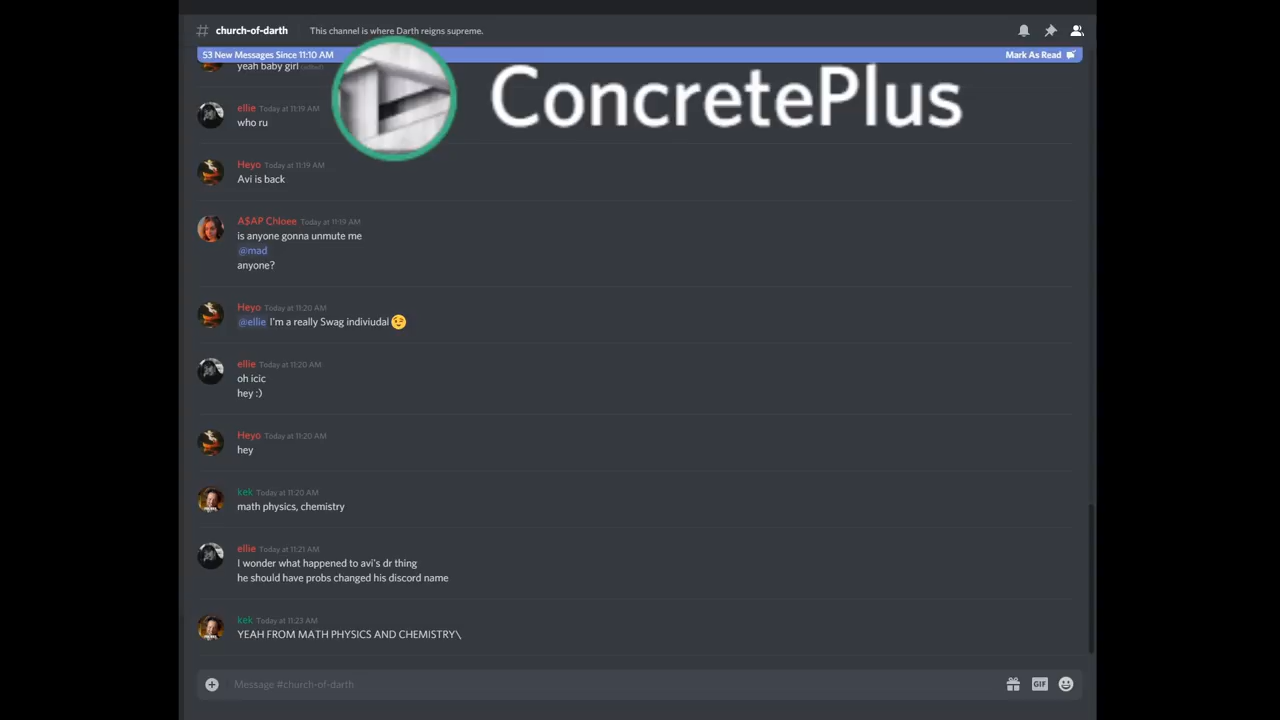 church-of-darth
This channel is where Darth reigns supreme.
53 New Messages Since 11:10 AM
Mark As Read
yeah baby girl (edited)
ConcretePlus
ellie Today at 11:19 AM
who ru
Heyo Today at 11:19 AM
Avi is back
A$AP Chloee Today at 11:19 AM
is anyone gonna unmute me
@mad
anyone?
Heyo Today at 11:20 AM
@ellie I'm a really Swag indiviudal
ellie Today at 11:20 AM
oh icic
hey :)
Heyo Today at 11:20 AM
hey
kek Today at 11:20 AM
math physics, chemistry
ellie Today at 11:21 AM
I wonder what happened to avi's dr thing
he should have probs changed his discord name
kek Today at 11:23 AM
YEAH FROM MATH PHYSICS AND CHEMISTRY\
Message #church-of-darth
GIF